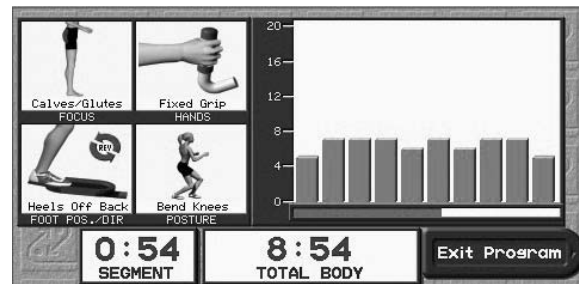 Calves/Glutes
FOCUS
Fixed Grip
HANDS
REV
Heels Off Back
FOOT POS./DIR
Bend Knees
POSTURE
20
16
12
8
4
0
0:54
SEGMENT
8:54
TOTAL BODY
Exit Program